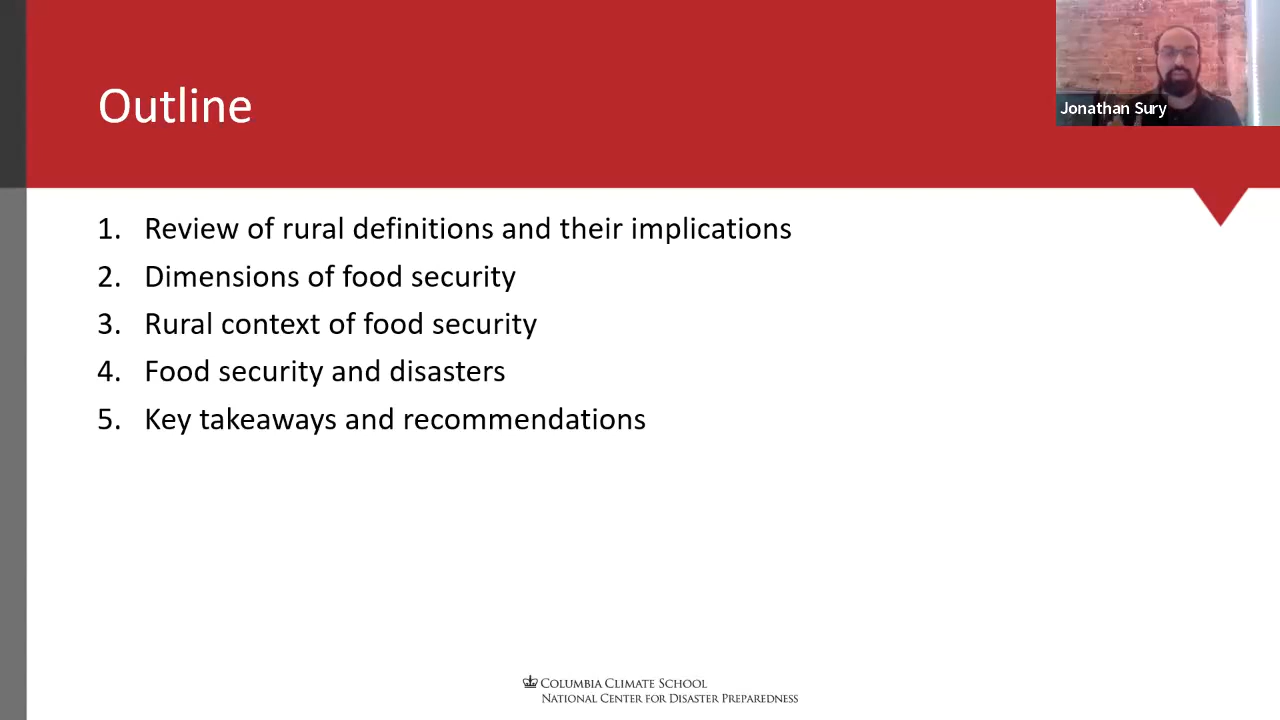 Outline
Jonathan Sury
1. Review of rural definitions and their implications
2. Dimensions of food security
3. Rural context of food security
4. Food security and disasters
5. Key takeaways and recommendations
COLUMBIA CLIMATE SCHOOL
NATIONAL CENTER FOR DISASTER PREPAREDNESS